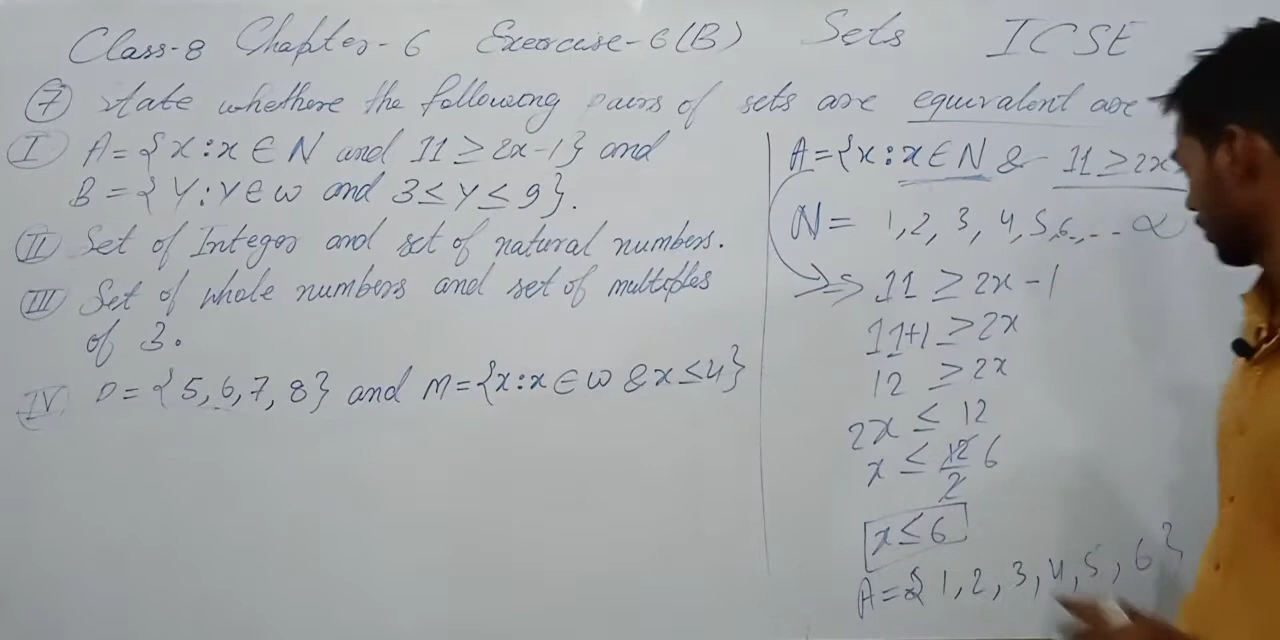 Class-8 Chapter-6 Exercise-6(B) Sets ICSE
⑦ state whethere the following pairs of sets are equivalent are
I A={x:x∈N and 11≥2x-1} and
B={Y:Y∈W and 3≤Y≤9}.
II Set of Integer and set of natural numbers.
III Set of whole numbers and set of multiples
of 3.
IV D={5,6,7,8} and M={x:x∈W & x≤4}
A={x:x∈N & 11≥2x
N= 1,2,3,4,5,6,-..∝
⇒ 11≥2x-1
11+1≥2x
12 ≥2x
2x ≤ 12
x ≤ 12/2 6
x≤6
A={1,2,3,4,5,6}